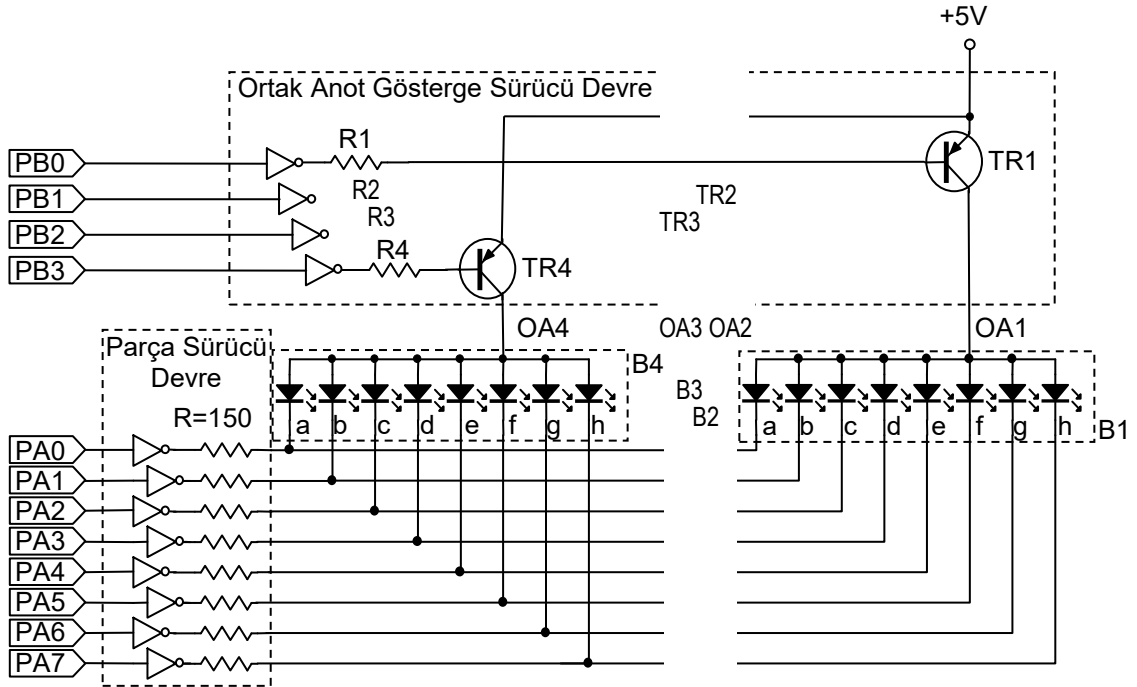 +5V
Ortak Anot Gösterge Sürücü Devre
PB0
R1
TR1
PB1
R2
TR2
PB2
R3
TR3
PB3
R4
TR4
OA4
OA3 OA2
OA1
Parça Sürücü
Devre
R=150
B4
B3
B2
B1
a b c d e f g h
a b c d e f g h
PA0
PA1
PA2
PA3
PA4
PA5
PA6
PA7